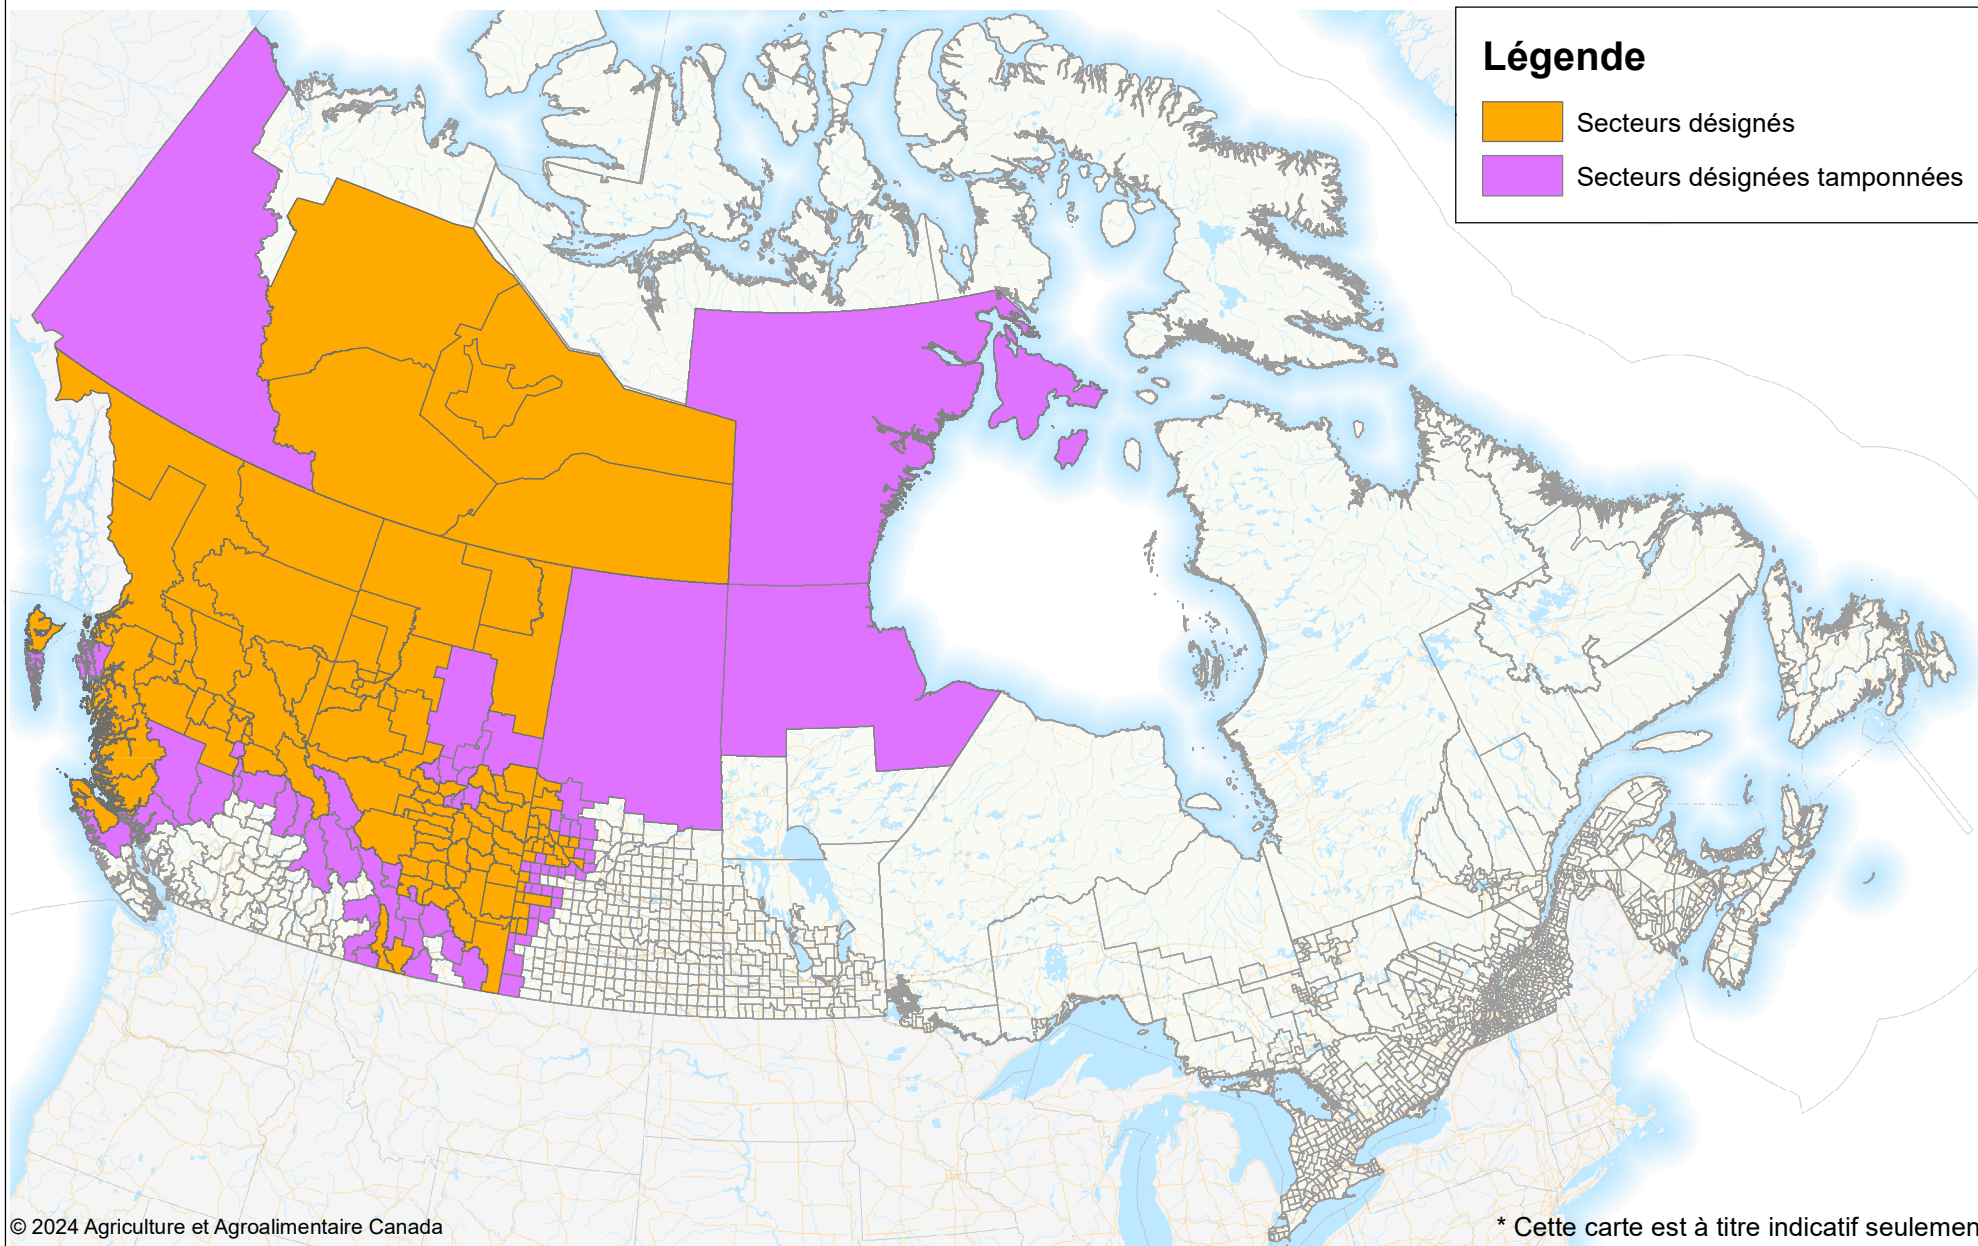 Légende
Secteurs désignés
Secteurs désignées tamponnées
© 2024 Agriculture et Agroalimentaire Canada
* Cette carte est à titre indicatif seulemen